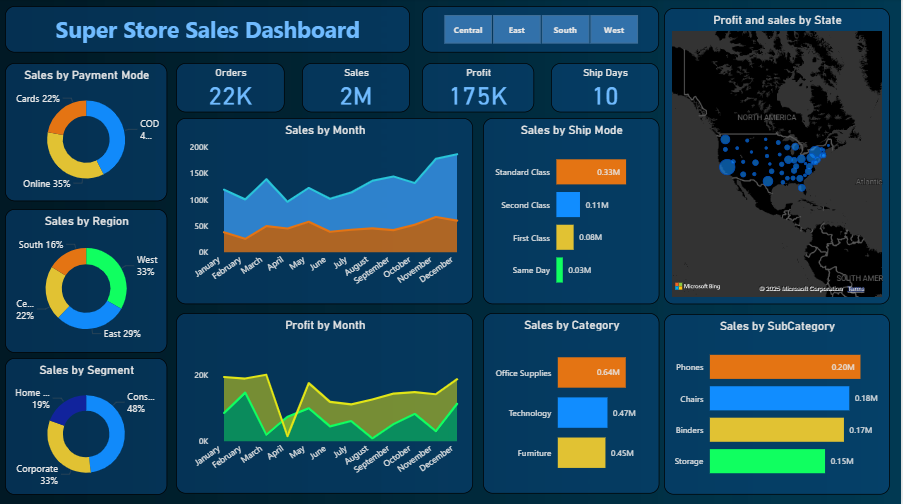 Super Store Sales Dashboard
Central
East
South
West
Profit and sales by State
Sales by Payment Mode
Cards 22%
COD
4...
Online 35%
Orders
22K
Sales
2M
Profit
175K
Ship Days
10
NORTH AMERICA
Atlantic
SOUTH AMER
Microsoft Bing
© 2025 Microsoft Corporation Terms
Sales by Month
200K
150K
100K
50K
0K
January
February
March
April
May
June
July
August
September
October
November
December
Sales by Ship Mode
Standard Class
0.33M
Second Class
0.11M
First Class
0.08M
Same Day
0.03M
Sales by Region
South 16%
West
33%
Ce...
22%
East 29%
Sales by Segment
Home ...
19%
Cons...
48%
Corporate
33%
Profit by Month
20K
0K
January
February
March
April
May
June
July
August
September
October
November
December
Sales by Category
Office Supplies
0.64M
Technology
0.47M
Furniture
0.45M
Sales by SubCategory
Phones
0.20M
Chairs
0.18M
Binders
0.17M
Storage
0.15M